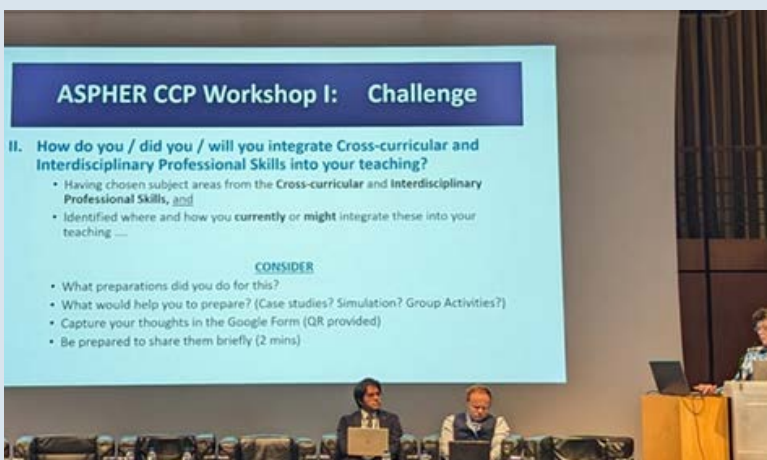 ASPHER CCP Workshop I: Challenge
II. How do you / did you / will you integrate Cross-curricular and
Interdisciplinary Professional Skills into your teaching?
• Having chosen subject areas from the Cross-curricular and Interdisciplinary
Professional Skills, and
• Identified where and how you currently or might integrate these into your
teaching ....
CONSIDER
• What preparations did you do for this?
• What would help you to prepare? (Case studies? Simulation? Group Activities?)
• Capture your thoughts in the Google Form (QR provided)
• Be prepared to share them briefly (2 mins)